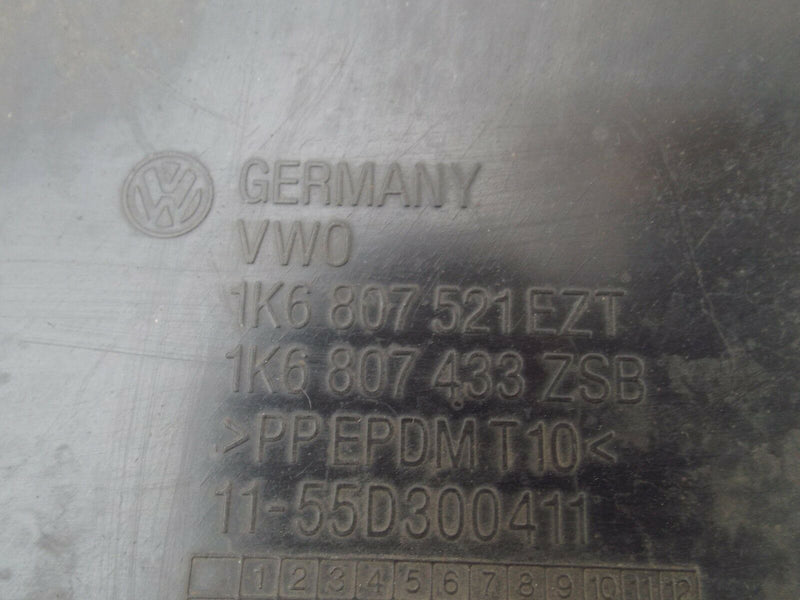 GERMANY
VWO
1K6 807 521 EZT
1K6 807 433 ZSB
>PP EPDM T10<
11-55D300411
1 2 3 4 5 6 7 8 9 10 11 12